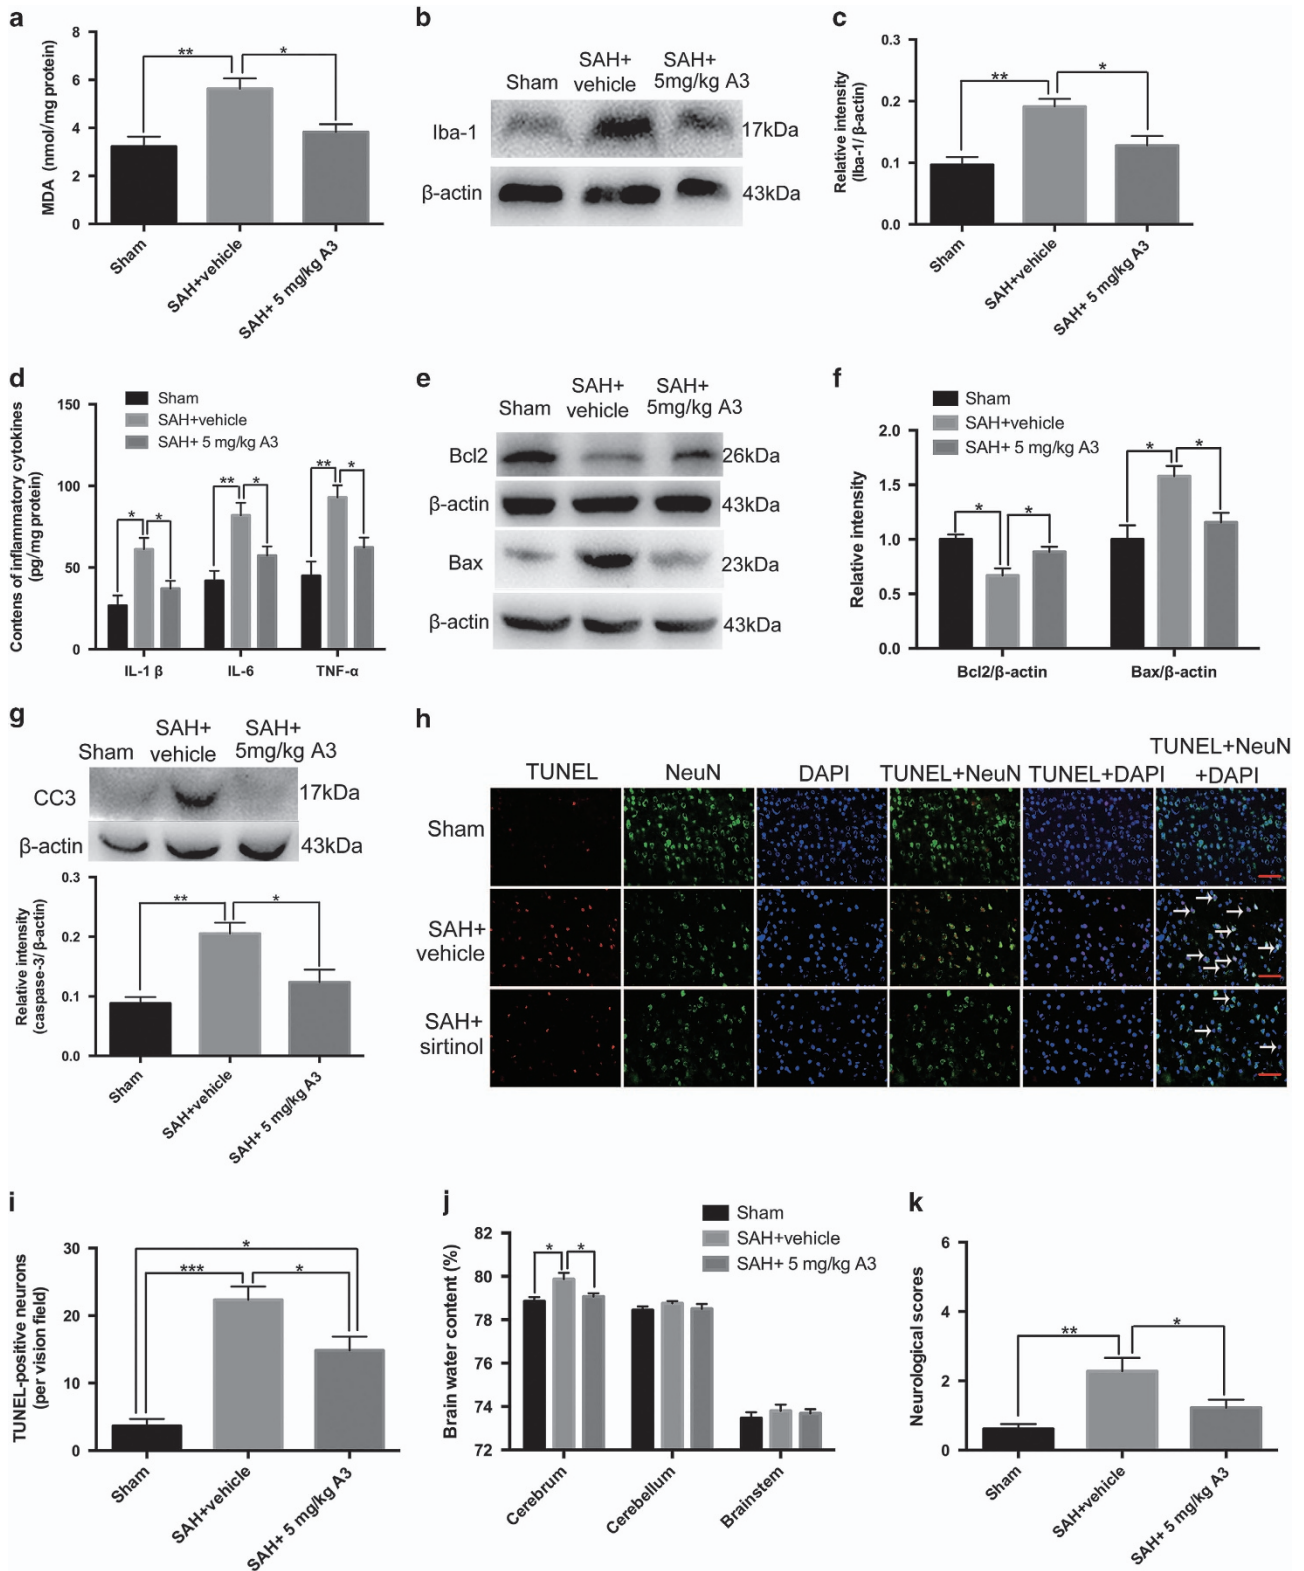 a
MDA (nmol/mg protein)
8
6
4
2
0
**
*
Sham
SAH+vehicle
SAH+ 5 mg/kg A3
b
Sham
SAH+
vehicle
SAH+
5mg/kg A3
Iba-1
17kDa
β-actin
43kDa
c
Relative intensity
(Iba-1/ β-actin)
0.3
0.2
0.1
0.0
**
*
Sham
SAH+vehicle
SAH+ 5 mg/kg A3
d
Sham
SAH+vehicle
SAH+ 5 mg/kg A3
Contens of inflammatory cytokines
(pg/mg protein)
150
100
50
0
*
*
**
*
**
*
IL-1 β
IL-6
TNF-α
e
Sham
SAH+
vehicle
SAH+
5mg/kg A3
Bcl2
26kDa
β-actin
43kDa
Bax
23kDa
β-actin
43kDa
f
Sham
SAH+vehicle
SAH+ 5 mg/kg A3
Relative intensity
2.0
1.5
1.0
0.5
0.0
*
*
*
*
Bcl2/β-actin
Bax/β-actin
g
Sham
SAH+
vehicle
SAH+
5mg/kg A3
CC3
17kDa
β-actin
43kDa
Relative intensity
(caspase-3/ β-actin)
0.3
0.2
0.1
0.0
**
*
Sham
SAH+vehicle
SAH+ 5 mg/kg A3
h
TUNEL
NeuN
DAPI
TUNEL+NeuN
TUNEL+DAPI
TUNEL+NeuN
+DAPI
Sham
SAH+
vehicle
SAH+
sirtinol
i
TUNEL-positive neurons
(per vision field)
30
20
10
0
*
***
*
Sham
SAH+vehicle
SAH+ 5 mg/kg A3
j
Sham
SAH+vehicle
SAH+ 5 mg/kg A3
Brain water content (%)
82
80
78
76
74
72
*
*
Cerebrum
Cerebellum
Brainstem
k
Neurological scores
6
4
2
0
**
*
Sham
SAH+vehicle
SAH+ 5 mg/kg A3